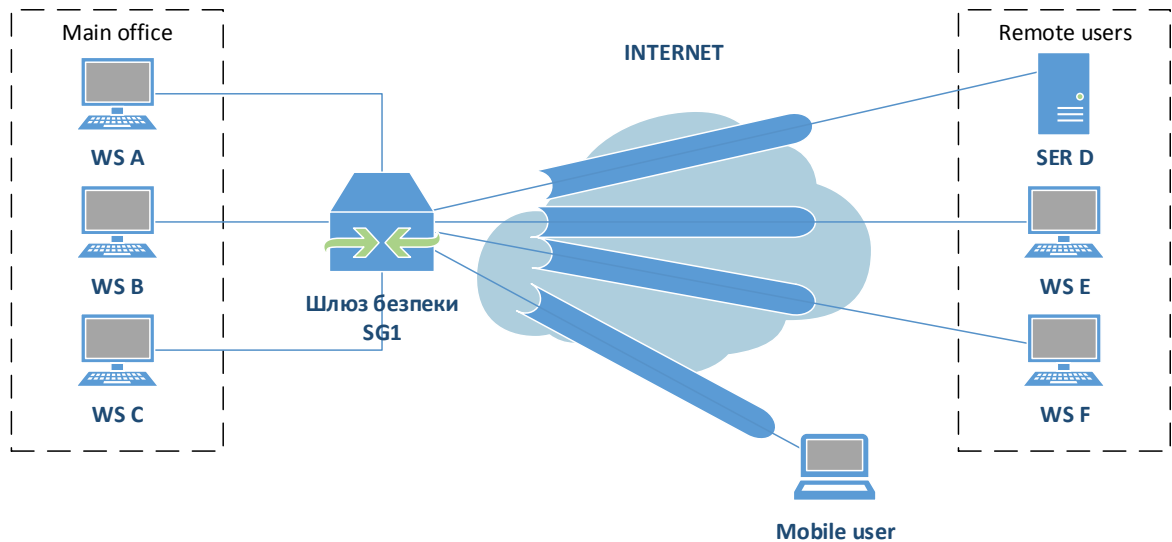 Main office
WS A
WS B
WS C
Шлюз безпеки
SG1
INTERNET
Remote users
SER D
WS E
WS F
Mobile user